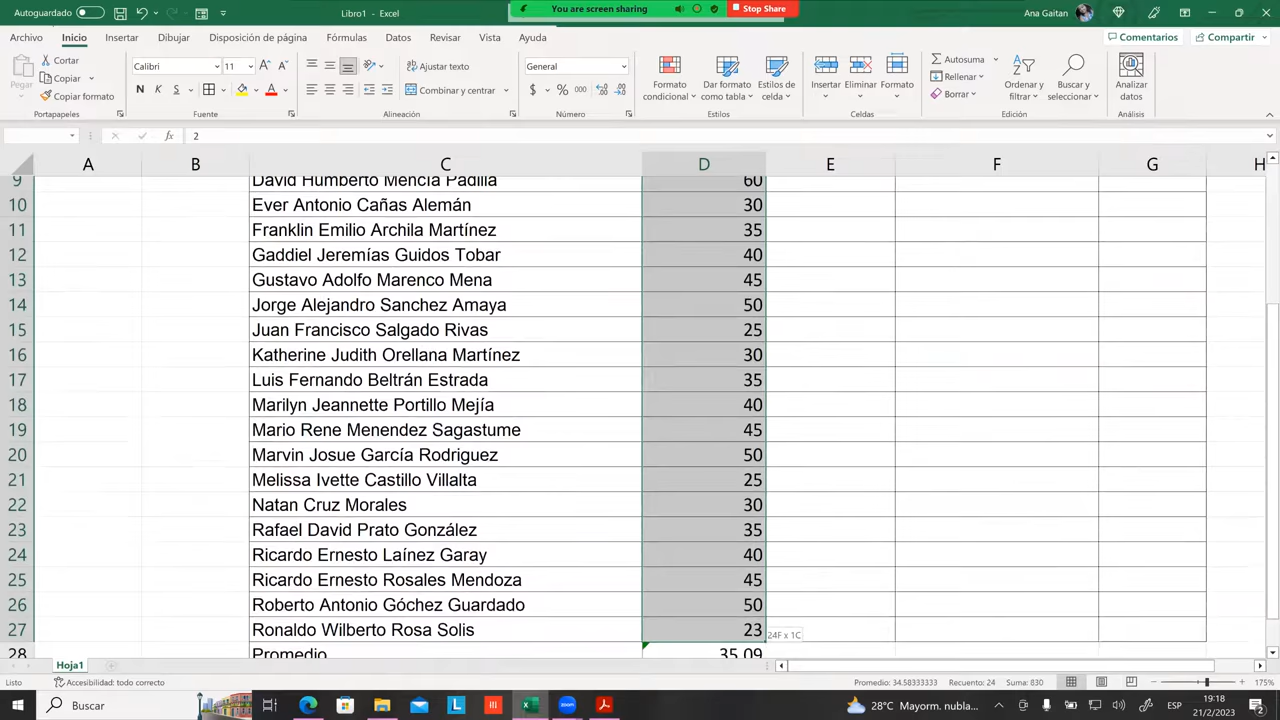 Autoguardado
Libro1 - Excel
You are screen sharing
Stop Share
Ana Gaitan
Archivo Inicio Insertar Dibujar Disposición de página Fórmulas Datos Revisar Vista Ayuda
Comentarios Compartir
Pegar
Cortar
Copiar
Copiar formato
Portapapeles
Calibri 11
N K S
Fuente
Ajustar texto
Combinar y centrar
Alineación
General
$ % 000
Número
Formato condicional
Dar formato como tabla
Estilos de celda
Estilos
Insertar Eliminar Formato
Celdas
Autosuma
Rellenar
Borrar
Ordenar y filtrar
Buscar y seleccionar
Edición
Analizar datos
Análisis
fx 2
A B C D E F G H
9 David Humberto Mencía Padilla 60
10 Ever Antonio Cañas Alemán 30
11 Franklin Emilio Archila Martínez 35
12 Gaddiel Jeremías Guidos Tobar 40
13 Gustavo Adolfo Marenco Mena 45
14 Jorge Alejandro Sanchez Amaya 50
15 Juan Francisco Salgado Rivas 25
16 Katherine Judith Orellana Martínez 30
17 Luis Fernando Beltrán Estrada 35
18 Marilyn Jeannette Portillo Mejía 40
19 Mario Rene Menendez Sagastume 45
20 Marvin Josue García Rodriguez 50
21 Melissa Ivette Castillo Villalta 25
22 Natan Cruz Morales 30
23 Rafael David Prato González 35
24 Ricardo Ernesto Laínez Garay 40
25 Ricardo Ernesto Rosales Mendoza 45
26 Roberto Antonio Góchez Guardado 50
27 Ronaldo Wilberto Rosa Solis 23
24F x 1C
28 Promedio 35.09
Hoja1
Listo
Accesibilidad: todo correcto
Promedio: 34.58333333 Recuento: 24 Suma: 830
175%
Buscar
28°C Mayorm. nubla...
ESP
19:18
21/2/2023